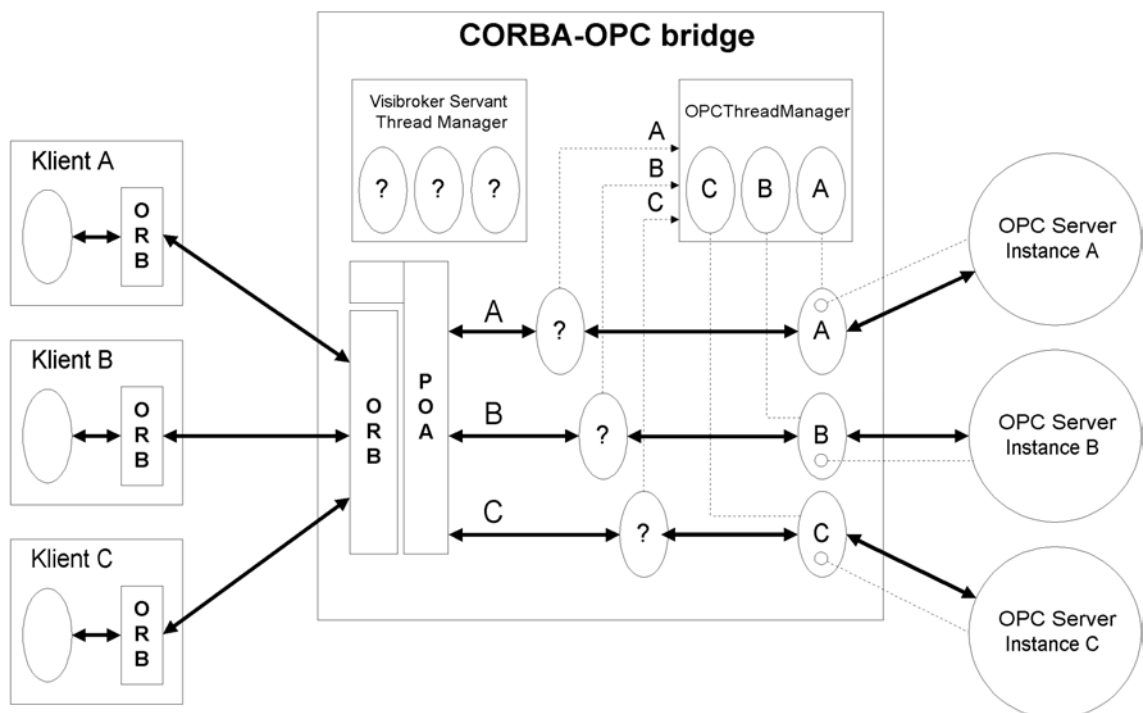 CORBA-OPC bridge
Visibroker Servant
Thread Manager
? ? ?
OPCThreadManager
C B A
A
B
C
Klient A
O
R
B
Klient B
O
R
B
Klient C
O
R
B
O
R
B
P
O
A
A
?
A
B
?
B
C
?
C
OPC Server
Instance A
OPC Server
Instance B
OPC Server
Instance C